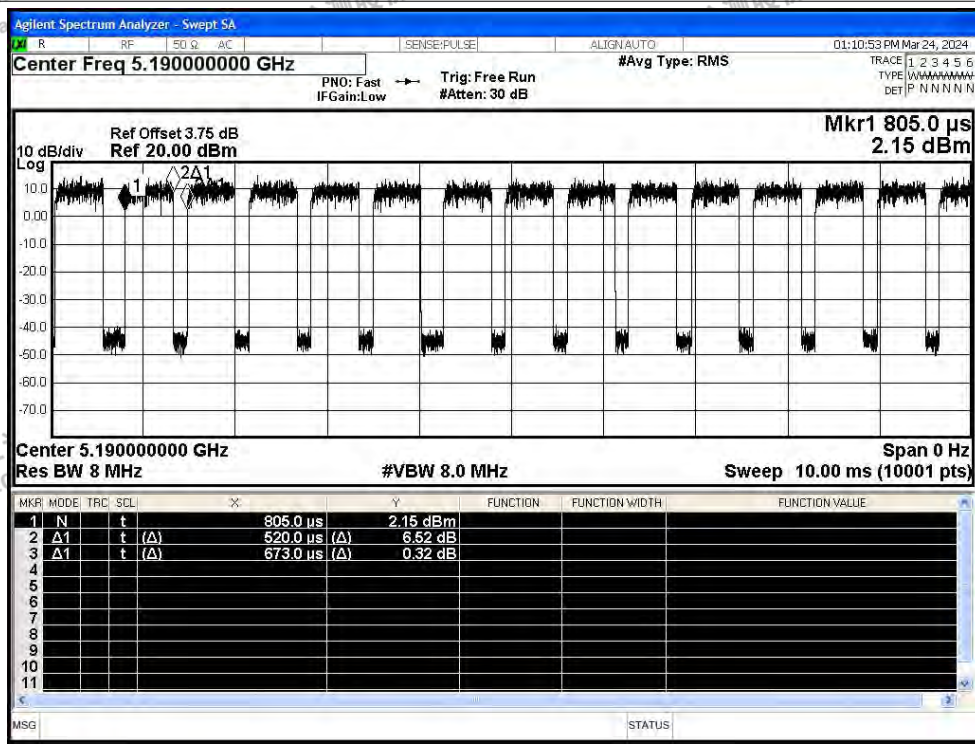 Agilent Spectrum Analyzer - Swept SA
R RF 50 Ω AC SENSE:PULSE ALIGN AUTO 01:10:53 PM Mar 24, 2024
Center Freq 5.190000000 GHz #Avg Type: RMS TRACE 1 2 3 4 5 6
PNO: Fast Trig: Free Run TYPE WWWWWW
IFGain:Low #Atten: 30 dB DET P N N N N N
Mkr1 805.0 µs
Ref Offset 3.75 dB
10 dB/div Ref 20.00 dBm 2.15 dBm
Log
2Δ1
10.0
1
0.00
-10.0
-20.0
-30.0
-40.0
-50.0
-60.0
-70.0
Center 5.190000000 GHz Span 0 Hz
Res BW 8 MHz #VBW 8.0 MHz Sweep 10.00 ms (10001 pts)
MKR MODE TRC SCL X Y FUNCTION FUNCTION WIDTH FUNCTION VALUE
1 N t 805.0 µs 2.15 dBm
2 Δ1 t (Δ) 520.0 µs (Δ) 6.52 dB
3 Δ1 t (Δ) 673.0 µs (Δ) 0.32 dB
4
5
6
7
8
9
10
11
MSG STATUS